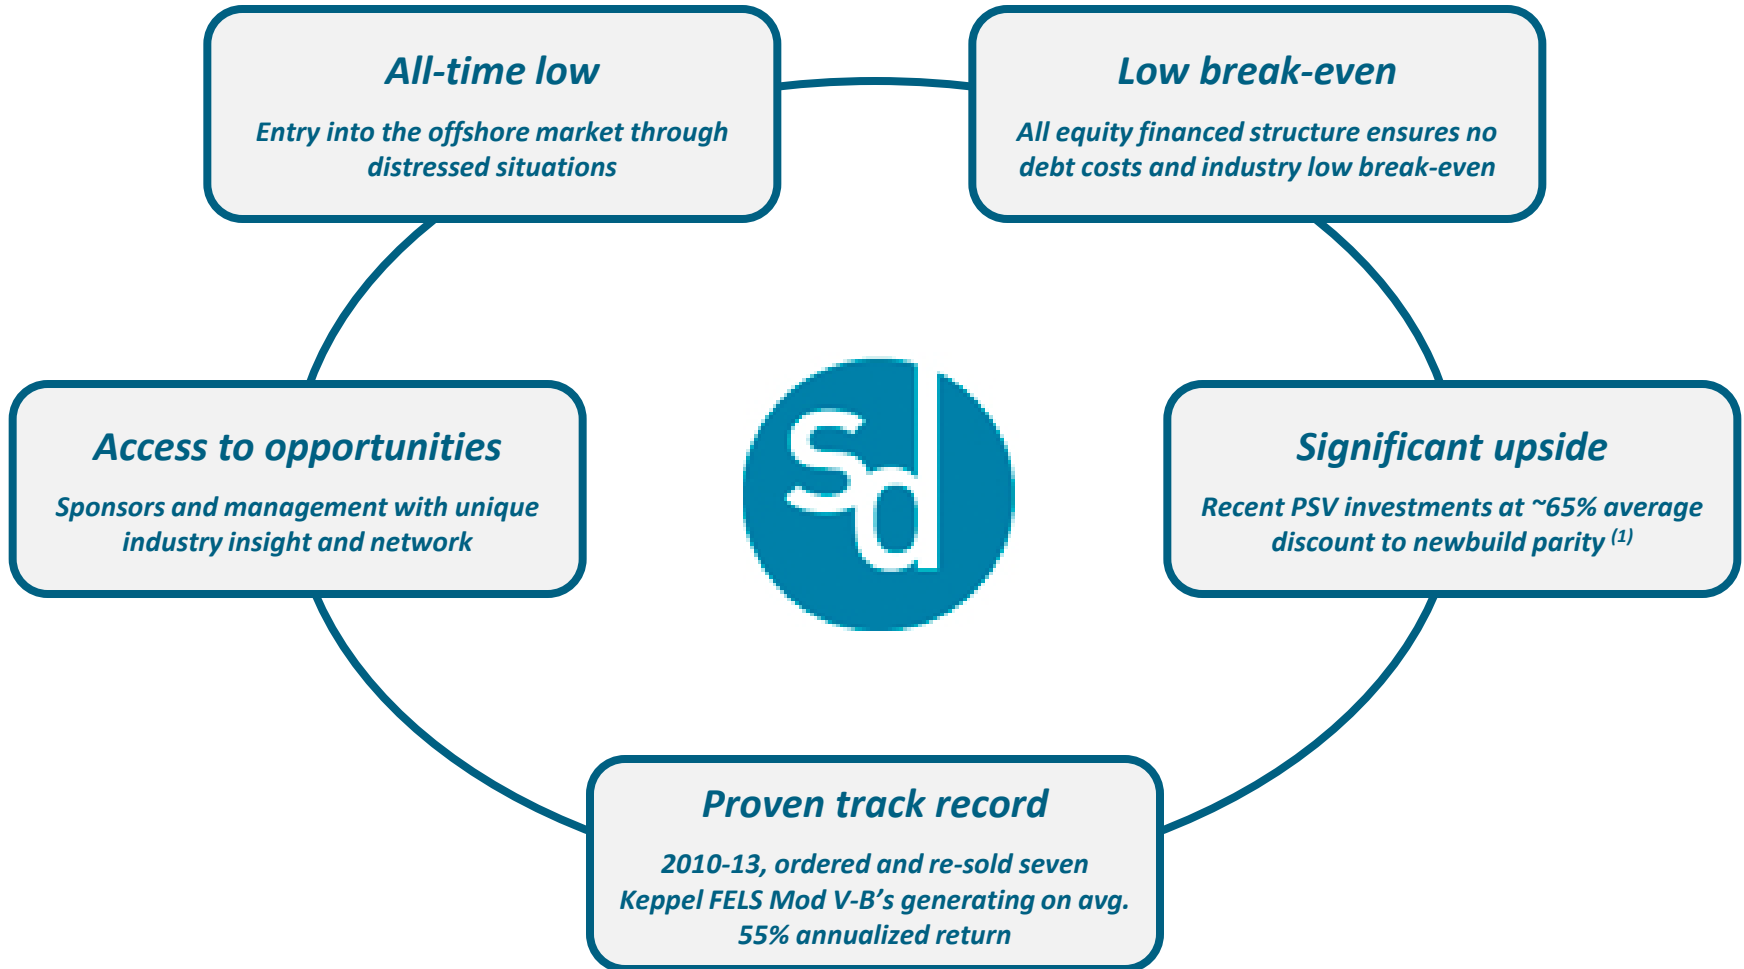 All-time low
Entry into the offshore market through
distressed situations
Low break-even
All equity financed structure ensures no
debt costs and industry low break-even
Access to opportunities
Sponsors and management with unique
industry insight and network
sd
Significant upside
Recent PSV investments at ~65% average
discount to newbuild parity (1)
Proven track record
2010-13, ordered and re-sold seven
Keppel FELS Mod V-B’s generating on avg.
55% annualized return